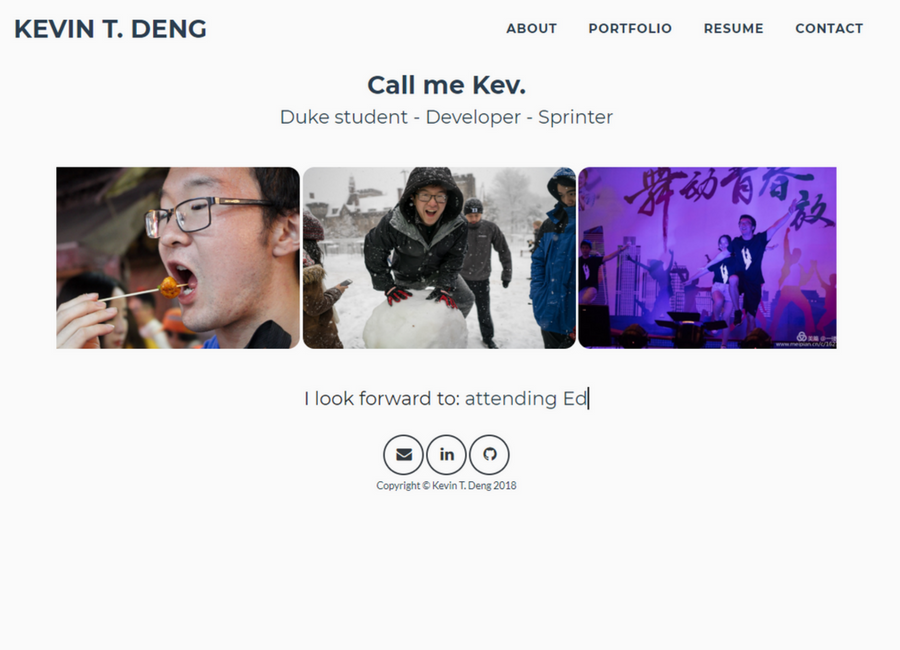 KEVIN T. DENG
ABOUT PORTFOLIO RESUME CONTACT
Call me Kev.
Duke student - Developer - Sprinter
舞动青春
放
I look forward to: attending Ed
in
Copyright © Kevin T. Deng 2018